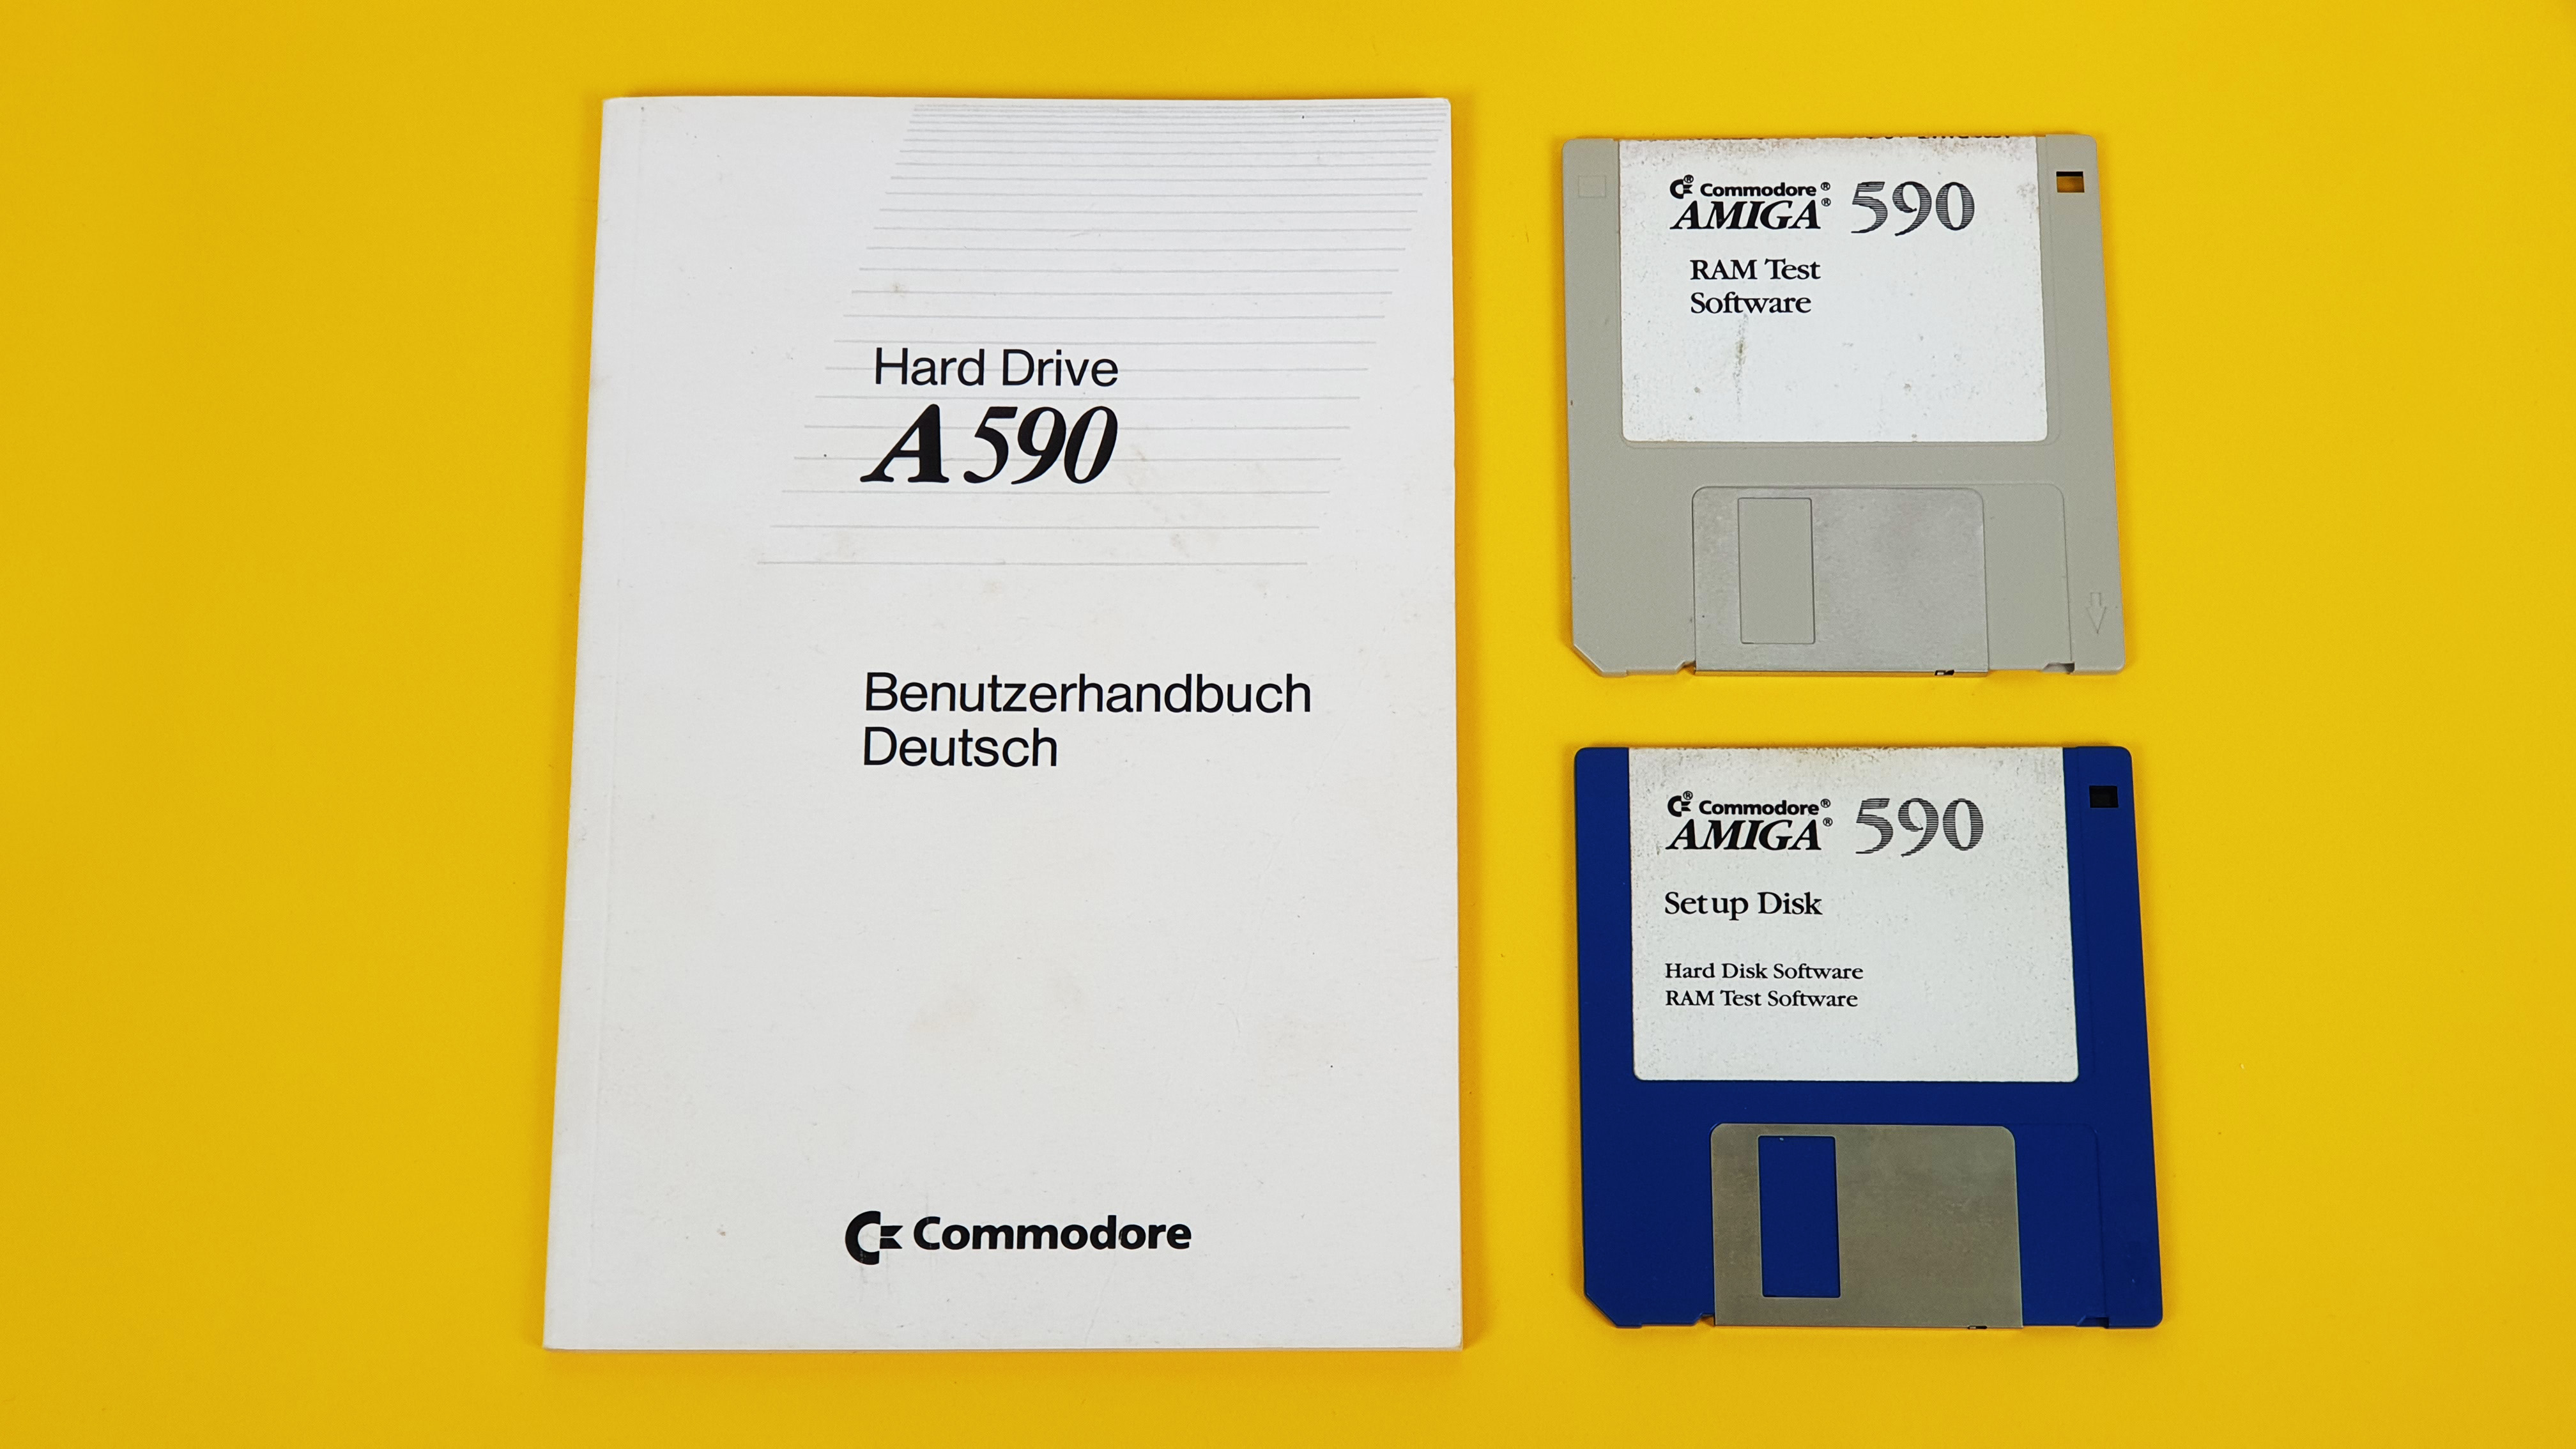 Hard Drive
A590
Benutzerhandbuch
Deutsch
Commodore
Commodore®
AMIGA® 590
RAM Test
Software
Commodore®
AMIGA® 590
Setup Disk
Hard Disk Software
RAM Test Software